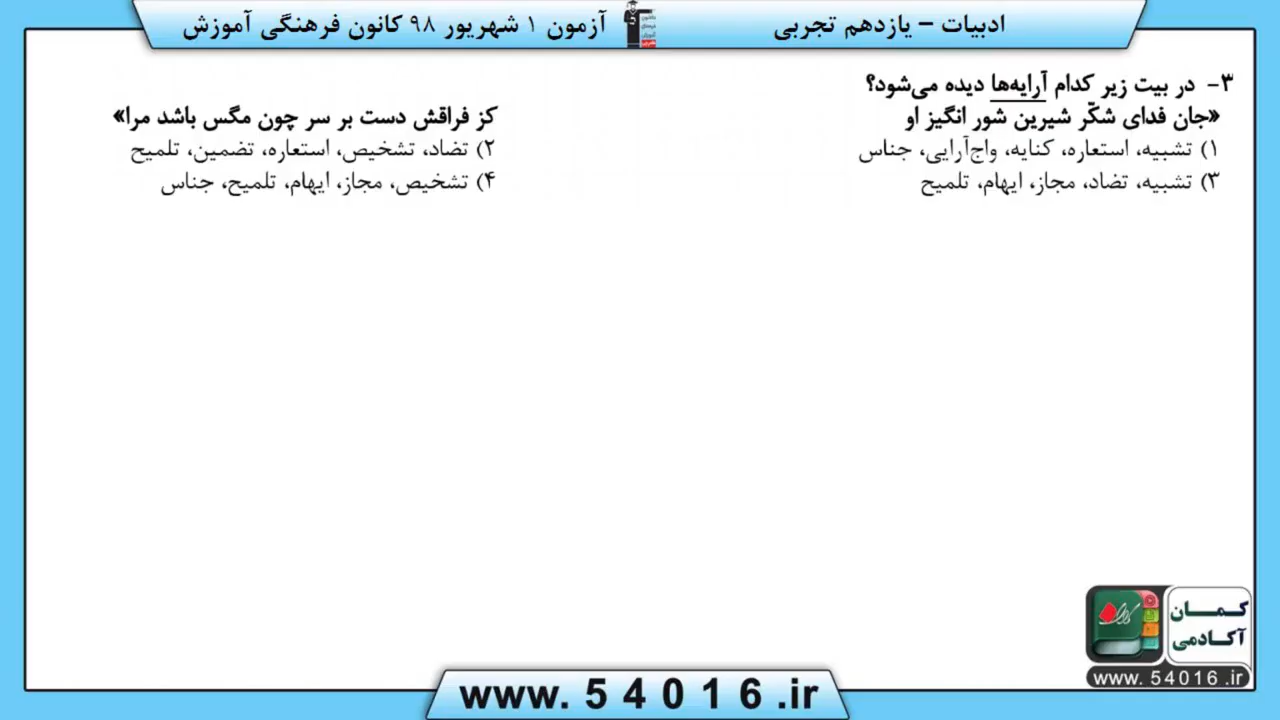 ادبیات – یازدهم تجربی آزمون ۱ شهریور ۹۸ کانون فرهنگی آموزش
۳- در بیت زیر کدام آرایه‌ها دیده می‌شود؟
«جان فدای شکّر شیرین شور انگیز او کز فراقش دست بر سر چون مگس باشد مرا»
۱) تشبیه، استعاره، کنایه، واج‌آرایی، جناس ۲) تضاد، تشخیص، استعاره، تضمین، تلمیح
۳) تشبیه، تضاد، مجاز، ایهام، تلمیح ۴) تشخیص، مجاز، ایهام، تلمیح، جناس
کمان
آکادمی
www. 54016 .ir
www. 5 4 0 1 6 .ir